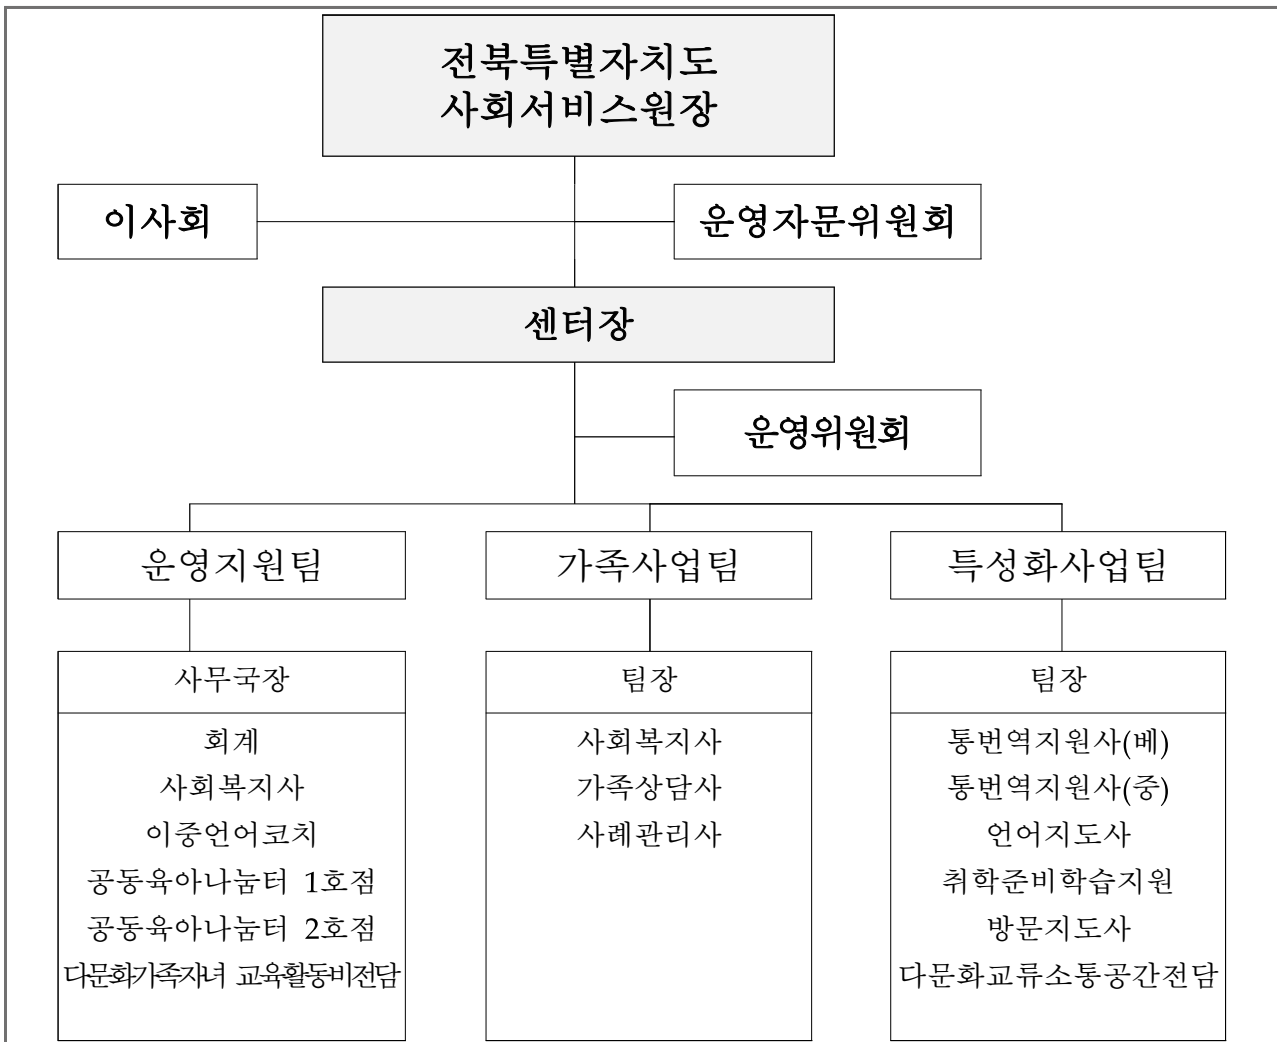 전북특별자치도
사회서비스원장
이사회
운영자문위원회
센터장
운영위원회
운영지원팀
가족사업팀
특성화사업팀
사무국장
회계
사회복지사
이중언어코치
공동육아나눔터 1호점
공동육아나눔터 2호점
다문화가족자녀 교육활동비전담
팀장
사회복지사
가족상담사
사례관리사
팀장
통번역지원사(베)
통번역지원사(중)
언어지도사
취학준비학습지원
방문지도사
다문화교류소통공간전담